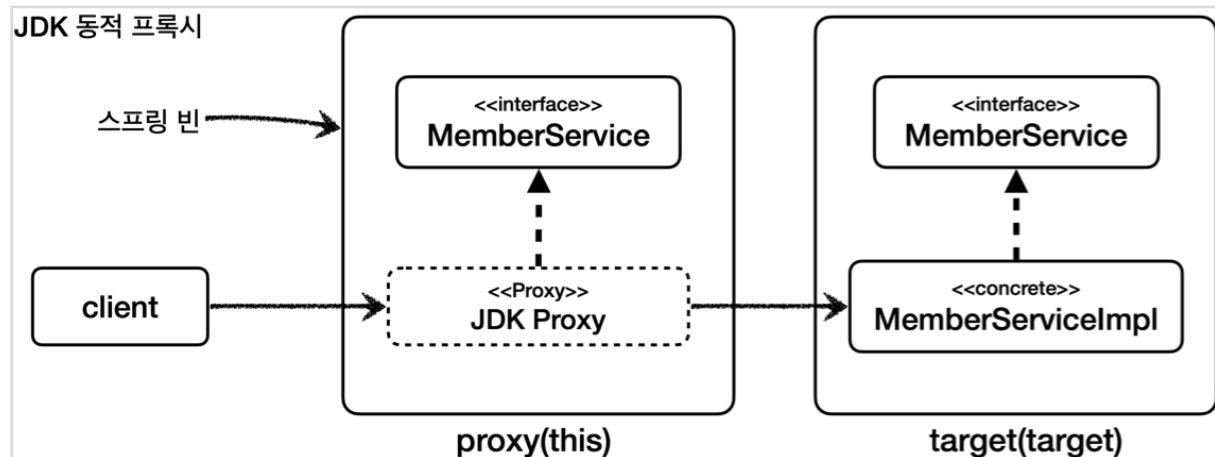 JDK 동적 프록시
스프링 빈
<<interface>>
MemberService
<<interface>>
MemberService
client
<<Proxy>>
JDK Proxy
<<concrete>>
MemberServiceImpl
proxy(this)
target(target)